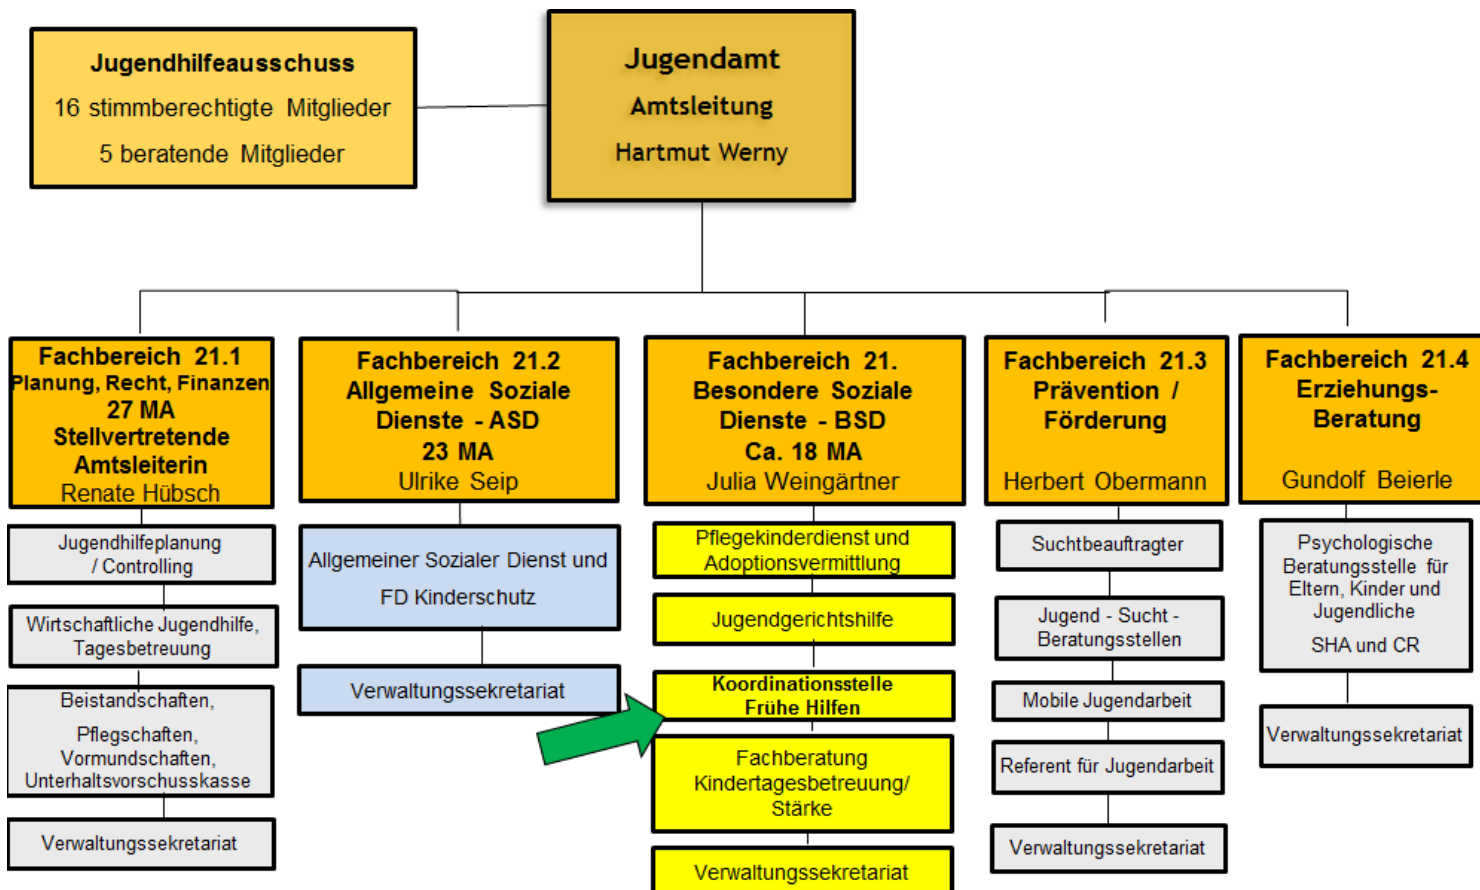 Jugendhilfeausschuss
16 stimmberechtigte Mitglieder
5 beratende Mitglieder
Jugendamt
Amtsleitung
Hartmut Werny
Fachbereich 21.1
Planung, Recht, Finanzen
27 MA
Stellvertretende
Amtsleiterin
Renate Hübsch
Jugendhilfeplanung
/ Controlling
Wirtschaftliche Jugendhilfe,
Tagesbetreuung
Beistandschaften,
Pflegschaften,
Vormundschaften,
Unterhaltsvorschusskasse
Verwaltungssekretariat
Fachbereich 21.2
Allgemeine Soziale
Dienste - ASD
23 MA
Ulrike Seip
Allgemeiner Sozialer Dienst und
FD Kinderschutz
Verwaltungssekretariat
Fachbereich 21.
Besondere Soziale
Dienste - BSD
Ca. 18 MA
Julia Weingärtner
Pflegekinderdienst und
Adoptionsvermittlung
Jugendgerichtshilfe
Koordinationsstelle
Frühe Hilfen
Fachberatung
Kindertagesbetreuung/
Stärke
Verwaltungssekretariat
Fachbereich 21.3
Prävention /
Förderung
Herbert Obermann
Suchtbeauftragter
Jugend - Sucht -
Beratungsstellen
Mobile Jugendarbeit
Referent für Jugendarbeit
Verwaltungssekretariat
Fachbereich 21.4
Erziehungs-
Beratung
Gundolf Beierle
Psychologische
Beratungsstelle für
Eltern, Kinder und
Jugendliche
SHA und CR
Verwaltungssekretariat